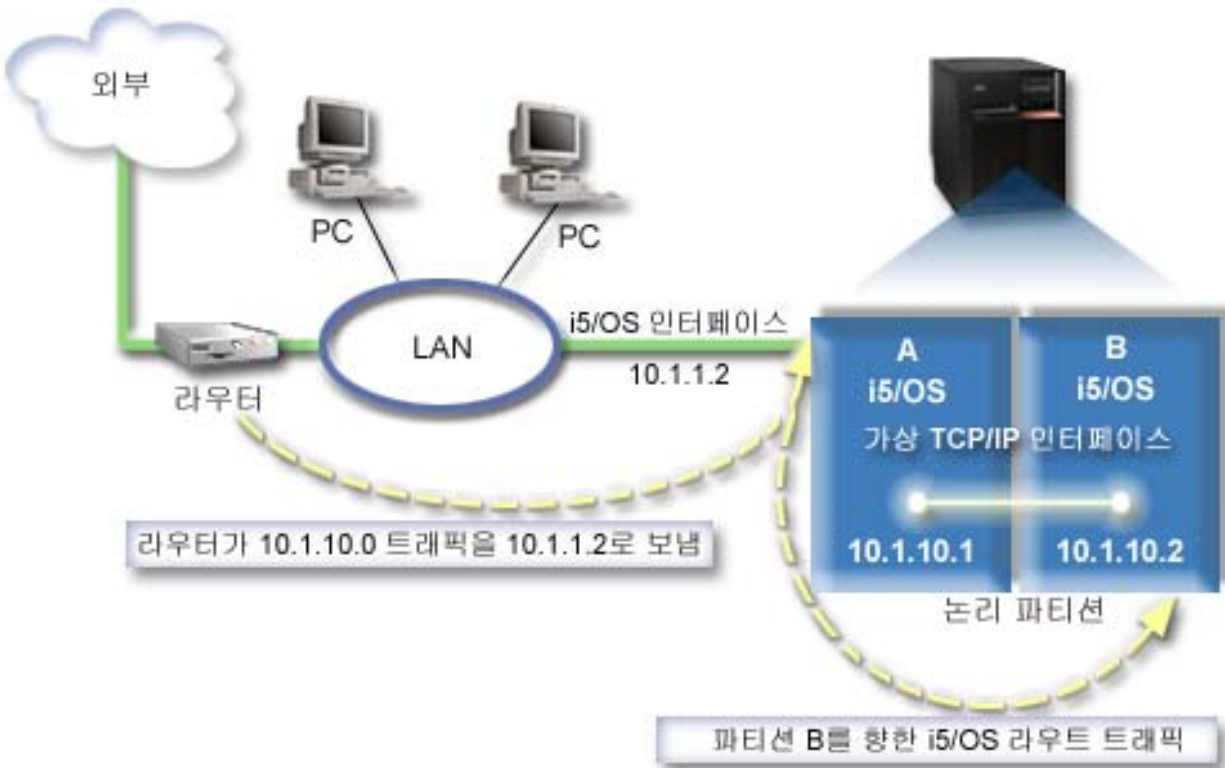 외부
PC
PC
LAN
i5/OS 인터페이스
10.1.1.2
라우터
A
i5/OS
B
i5/OS
가상 TCP/IP 인터페이스
10.1.10.1
10.1.10.2
라우터가 10.1.10.0 트래픽을 10.1.1.2로 보냄
논리 파티션
파티션 B를 향한 i5/OS 라우트 트래픽